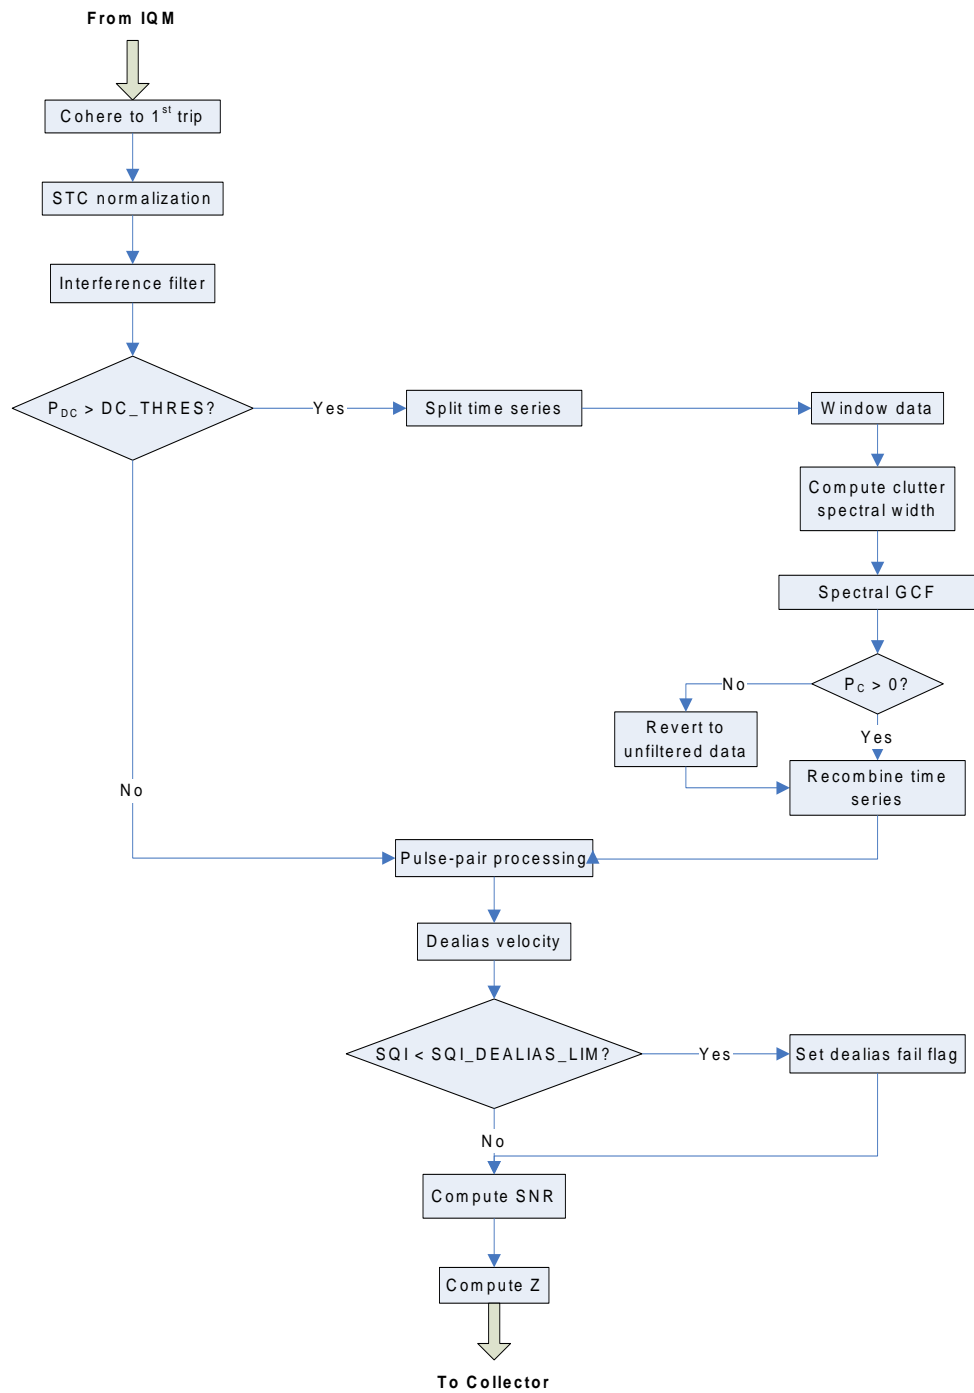 From IQM
Cohere to 1st trip
STC normalization
Interference filter
PDC > DC_THRES?
Yes
Split time series
Window data
Compute clutter
spectral width
Spectral GCF
PC > 0?
No
Yes
Revert to
unfiltered data
Recombine time
series
No
Pulse-pair processing
Dealias velocity
SQI < SQI_DEALIAS_LIM?
Yes
Set dealias fail flag
No
Compute SNR
Compute Z
To Collector